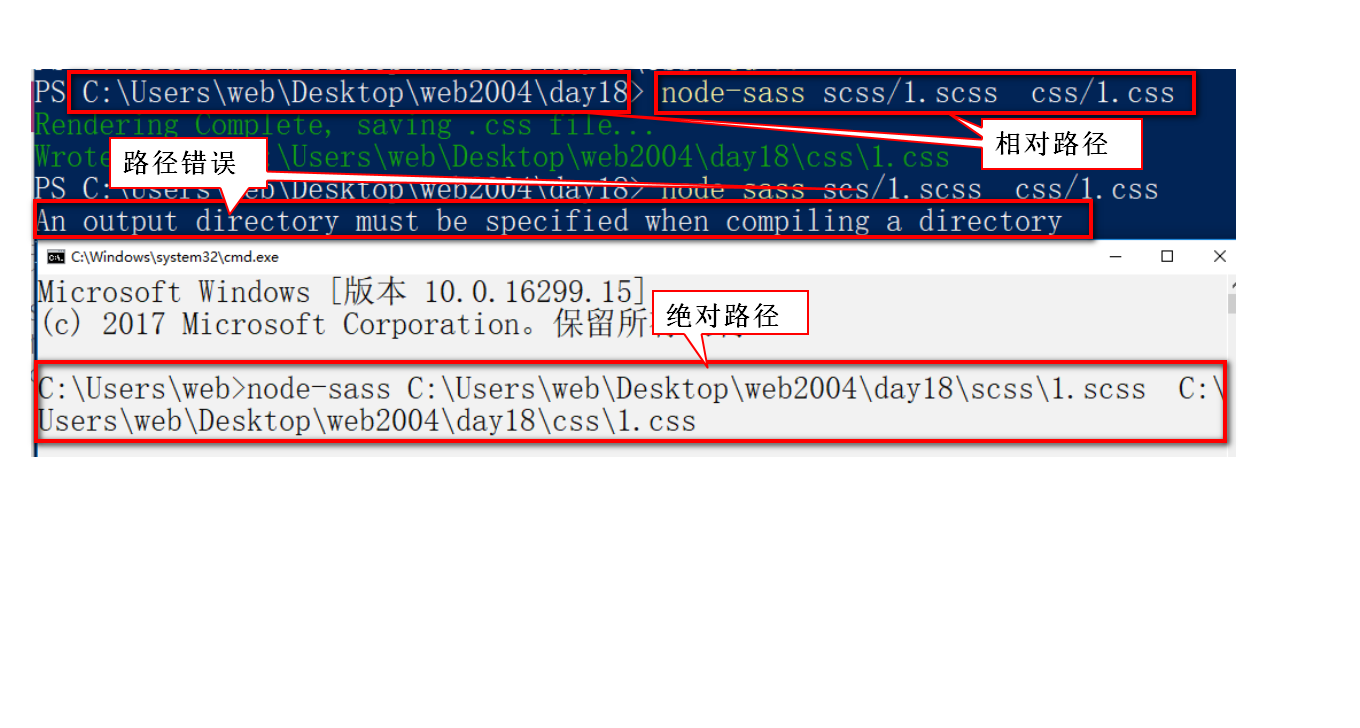 PS C:\Users\web\Desktop\web2004\day18> node-sass scss/1.scss  css/1.css
相对路径
Rendering Complete, saving .css file...
路径错误
Wrote :\Users\web\Desktop\web2004\day18\css\1.css
PS C:\Users\web\Desktop\web2004\day18> node sass scs/1.scss  css/1.css
An output directory must be specified when compiling a directory
C:\Windows\system32\cmd.exe
Microsoft Windows [版本 10.0.16299.15]
(c) 2017 Microsoft Corporation。保留所
绝对路径
C:\Users\web>node-sass C:\Users\web\Desktop\web2004\day18\scss\1.scss  C:\
Users\web\Desktop\web2004\day18\css\1.css